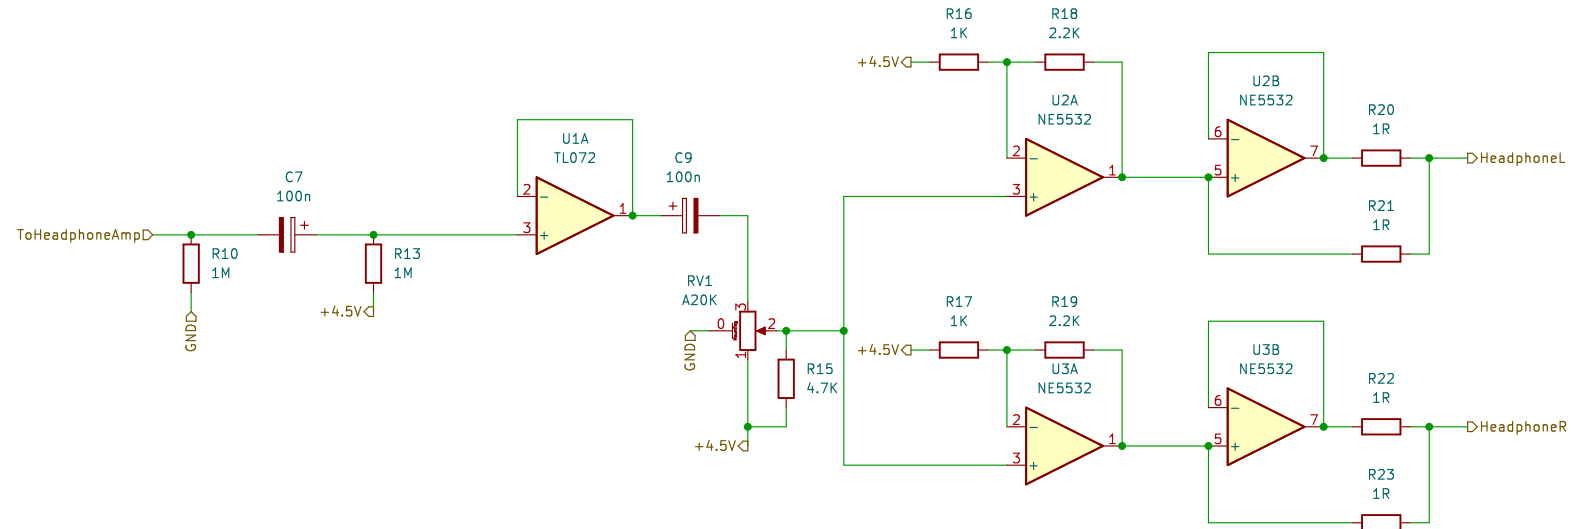 R16
1K
R18
2.2K
+4.5V
U2A
NE5532
2
3
1
−
+
U2B
NE5532
6
5
7
−
+
R20
1R
HeadphoneL
R21
1R
U1A
TL072
2
3
1
−
+
C7
100n
+
C9
100n
+
ToHeadphoneAmp
R10
1M
GND
R13
1M
+4.5V
RV1
A20K
3
0
2
1
GND
R15
4.7K
+4.5V
R17
1K
R19
2.2K
+4.5V
U3A
NE5532
2
3
1
−
+
U3B
NE5532
6
5
7
−
+
R22
1R
HeadphoneR
R23
1R